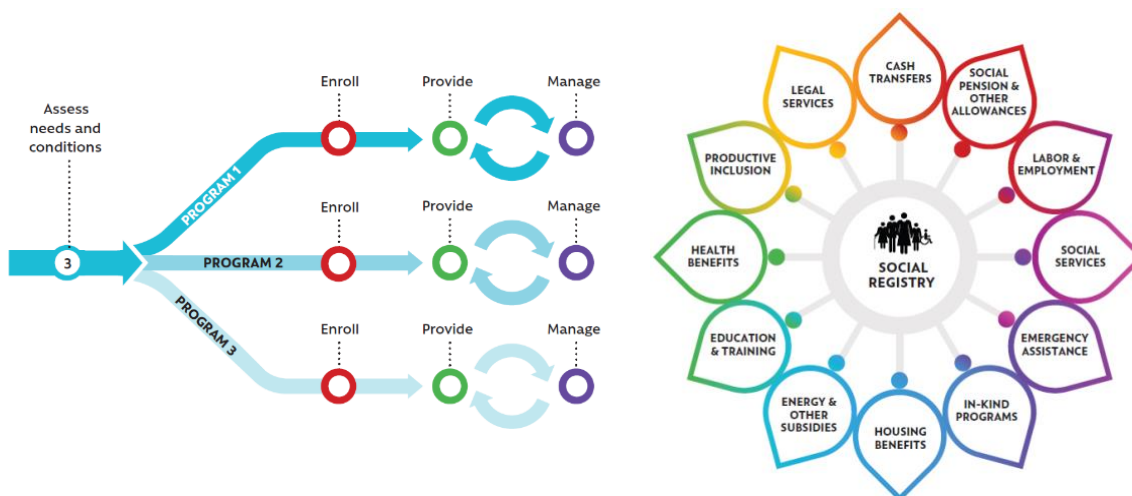 Assess
needs and
conditions
3
PROGRAM 1
Enroll
Provide
Manage
PROGRAM 2
Enroll
Provide
Manage
PROGRAM 3
Enroll
Provide
Manage
CASH
TRANSFERS
SOCIAL
PENSION &
OTHER
ALLOWANCES
LABOR &
EMPLOYMENT
SOCIAL
SERVICES
EMERGENCY
ASSISTANCE
IN-KIND
PROGRAMS
HOUSING
BENEFITS
ENERGY &
OTHER
SUBSIDIES
EDUCATION
& TRAINING
HEALTH
BENEFITS
PRODUCTIVE
INCLUSION
LEGAL
SERVICES
SOCIAL
REGISTRY